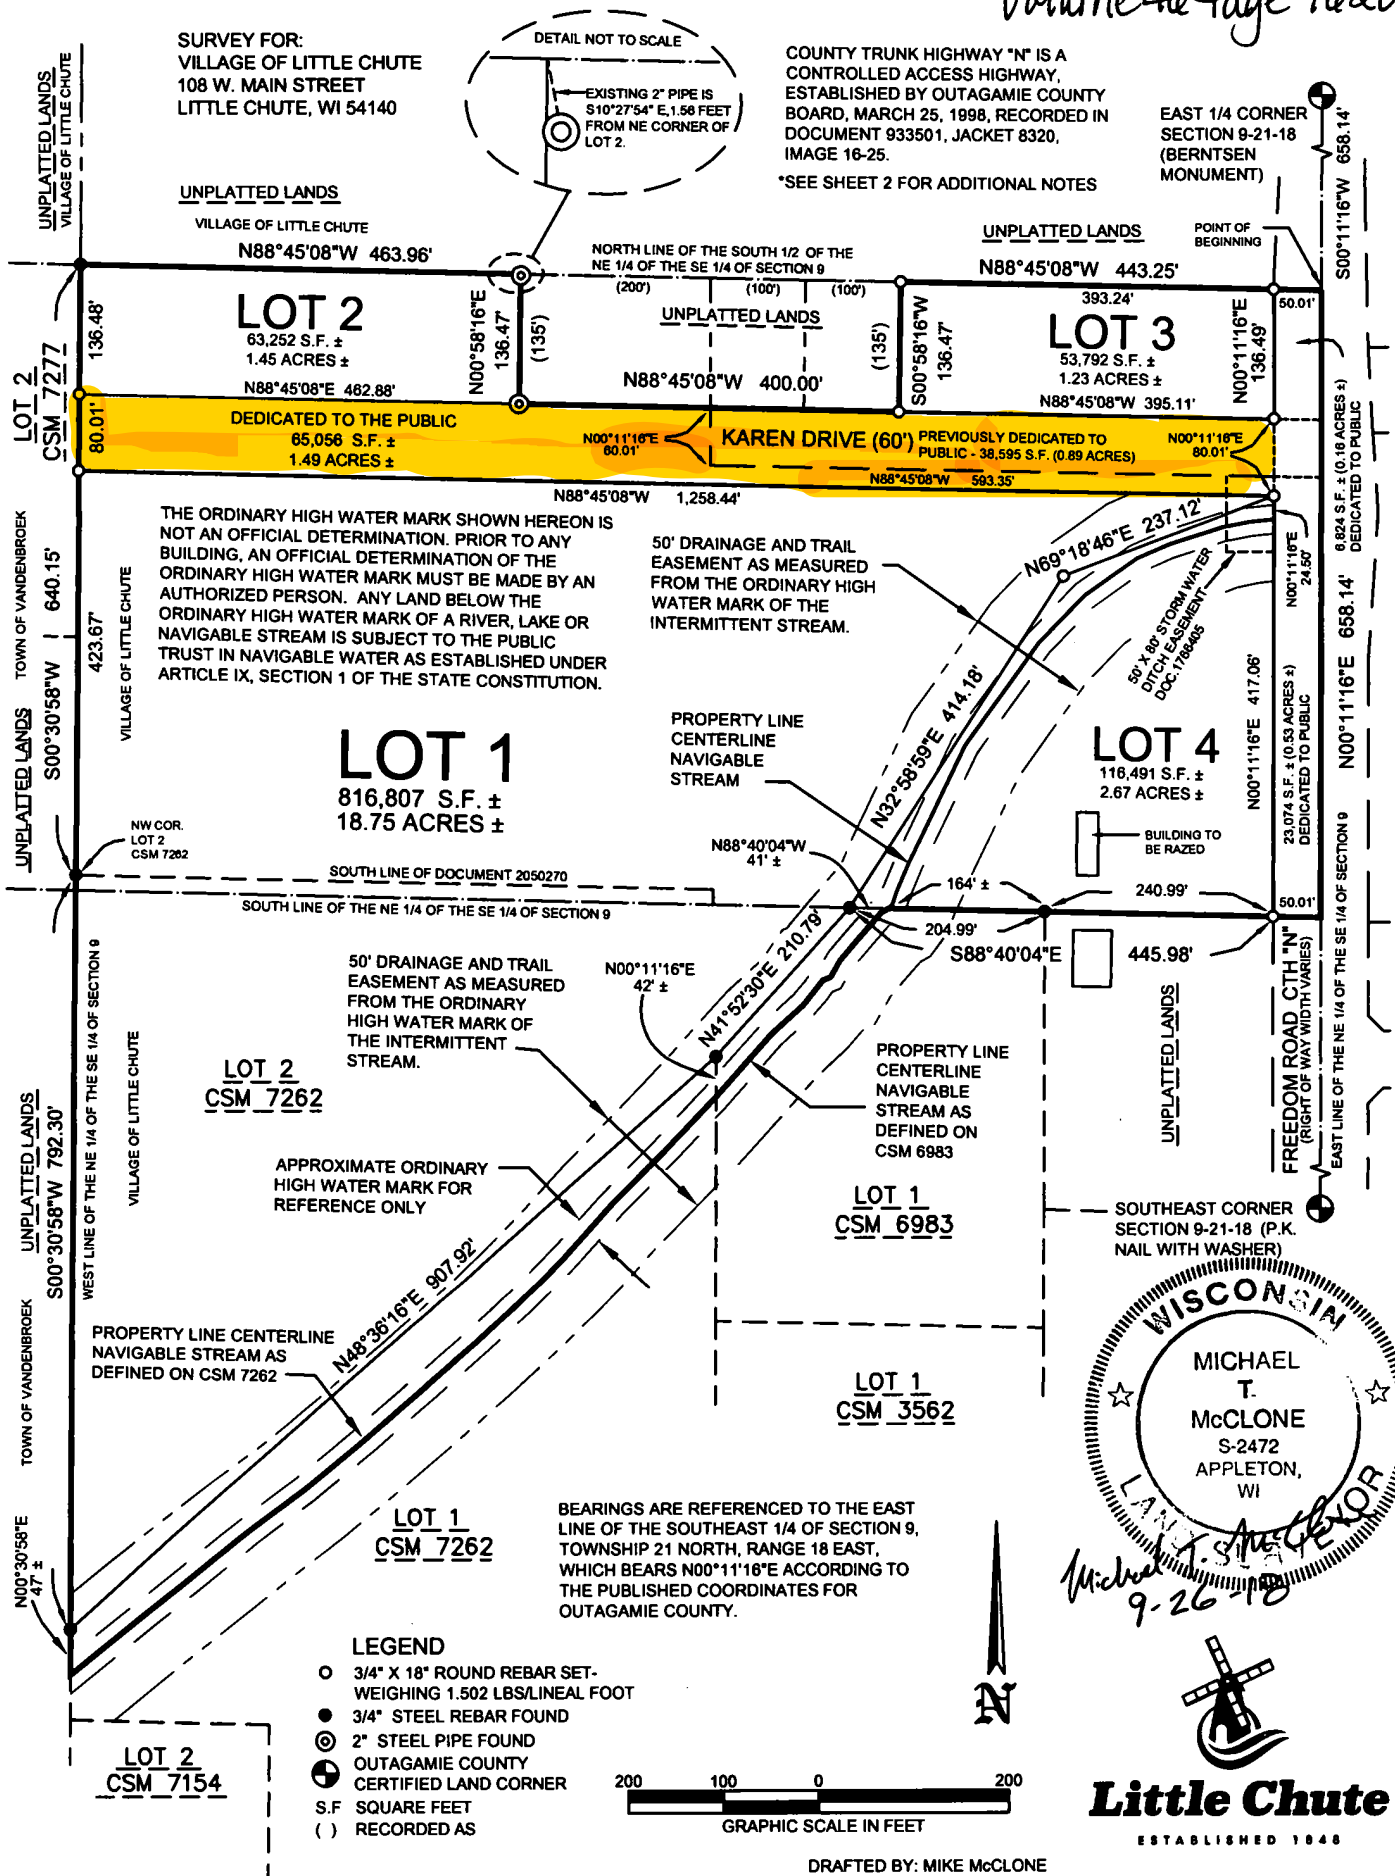 SURVEY FOR:
VILLAGE OF LITTLE CHUTE
108 W. MAIN STREET
LITTLE CHUTE, WI 54140
DETAIL NOT TO SCALE
EXISTING 2" PIPE IS
S10°27'54" E,1.56 FEET
FROM NE CORNER OF
LOT 2.
COUNTY TRUNK HIGHWAY "N" IS A
CONTROLLED ACCESS HIGHWAY,
ESTABLISHED BY OUTAGAMIE COUNTY
BOARD, MARCH 25, 1998, RECORDED IN
DOCUMENT 933501, JACKET 8320,
IMAGE 16-25.
*SEE SHEET 2 FOR ADDITIONAL NOTES
EAST 1/4 CORNER
SECTION 9-21-18
(BERNTSEN
MONUMENT)
S00°11'16"W 658.14'
UNPLATTED LANDS
VILLAGE OF LITTLE CHUTE
UNPLATTED LANDS
VILLAGE OF LITTLE CHUTE
N88°45'08"W 463.96'
NORTH LINE OF THE SOUTH 1/2 OF THE
NE 1/4 OF THE SE 1/4 OF SECTION 9
(200')
(100')
(100')
UNPLATTED LANDS
UNPLATTED LANDS
N88°45'08"W 443.25'
393.24'
POINT OF
BEGINNING
50.01'
136.48'
LOT 2
63,252 S.F. ±
1.45 ACRES ±
N88°45'08"E 462.88'
N00°58'16"E
136.47'
(135')
N88°45'08"W 400.00'
(135')
S00°58'16"W
136.47'
LOT 3
53,792 S.F. ±
1.23 ACRES ±
N88°45'08"W 395.11'
N00°11'16"E
136.49'
LOT 2
CSM 7277
80.01'
DEDICATED TO THE PUBLIC
65,056 S.F. ±
1.49 ACRES ±
N00°11'16"E
60.01'
KAREN DRIVE (60')
PREVIOUSLY DEDICATED TO
PUBLIC - 38,595 S.F. (0.89 ACRES)
N88°45'08"W 593.35'
N00°11'16"E
80.01'
N88°45'08"W 1,258.44'
6,824 S.F. ± (0.16 ACRES ±)
DEDICATED TO PUBLIC
THE ORDINARY HIGH WATER MARK SHOWN HEREON IS
NOT AN OFFICIAL DETERMINATION. PRIOR TO ANY
BUILDING, AN OFFICIAL DETERMINATION OF THE
ORDINARY HIGH WATER MARK MUST BE MADE BY AN
AUTHORIZED PERSON. ANY LAND BELOW THE
ORDINARY HIGH WATER MARK OF A RIVER, LAKE OR
NAVIGABLE STREAM IS SUBJECT TO THE PUBLIC
TRUST IN NAVIGABLE WATER AS ESTABLISHED UNDER
ARTICLE IX, SECTION 1 OF THE STATE CONSTITUTION.
50' DRAINAGE AND TRAIL
EASEMENT AS MEASURED
FROM THE ORDINARY HIGH
WATER MARK OF THE
INTERMITTENT STREAM.
N69°18'46"E 237.12'
50' X 80' STORM WATER
DITCH EASEMENT
DOC.1788405
N00°11'16"E
24.50'
N00°11'16"E 658.14'
TOWN OF VANDENBROEK
UNPLATTED LANDS
S00°30'58"W 640.15'
423.67'
VILLAGE OF LITTLE CHUTE
LOT 1
816,807 S.F. ±
18.75 ACRES ±
PROPERTY LINE
CENTERLINE
NAVIGABLE
STREAM
N32°58'59"E 414.18'
LOT 4
116,491 S.F. ±
2.67 ACRES ±
BUILDING TO
BE RAZED
N00°11'16"E 417.06'
23,074 S.F. ± (0.53 ACRES ±)
DEDICATED TO PUBLIC
NW COR.
LOT 2
CSM 7262
SOUTH LINE OF DOCUMENT 2050270
SOUTH LINE OF THE NE 1/4 OF THE SE 1/4 OF SECTION 9
N88°40'04"W
41' ±
164' ±
240.99'
50.01'
204.99'
S88°40'04"E 445.98'
50' DRAINAGE AND TRAIL
EASEMENT AS MEASURED
FROM THE ORDINARY
HIGH WATER MARK OF
THE INTERMITTENT
STREAM.
N00°11'16"E
42' ±
N41°52'30"E 210.79'
PROPERTY LINE
CENTERLINE
NAVIGABLE
STREAM AS
DEFINED ON
CSM 6983
UNPLATTED LANDS
FREEDOM ROAD CTH "N"
(RIGHT OF WAY WIDTH VARIES)
EAST LINE OF THE NE 1/4 OF THE SE 1/4 OF SECTION 9
LOT 2
CSM 7262
UNPLATTED LANDS
S00°30'58"W 792.30'
WEST LINE OF THE NE 1/4 OF THE SE 1/4 OF SECTION 9
VILLAGE OF LITTLE CHUTE
TOWN OF VANDENBROEK
APPROXIMATE ORDINARY
HIGH WATER MARK FOR
REFERENCE ONLY
LOT 1
CSM 6983
SOUTHEAST CORNER
SECTION 9-21-18 (P.K.
NAIL WITH WASHER)
N48°36'16"E 907.92'
PROPERTY LINE CENTERLINE
NAVIGABLE STREAM AS
DEFINED ON CSM 7262
LOT 1
CSM 3562
WISCONSIN
MICHAEL
T.
McCLONE
S-2472
APPLETON,
WI
LAND SURVEYOR
Michael T. McClone
9-26-18
N00°30'58"E
47' ±
LOT 1
CSM 7262
BEARINGS ARE REFERENCED TO THE EAST
LINE OF THE SOUTHEAST 1/4 OF SECTION 9,
TOWNSHIP 21 NORTH, RANGE 18 EAST,
WHICH BEARS N00°11'16"E ACCORDING TO
THE PUBLISHED COORDINATES FOR
OUTAGAMIE COUNTY.
LEGEND
3/4" X 18" ROUND REBAR SET-
WEIGHING 1.502 LBS/LINEAL FOOT
3/4" STEEL REBAR FOUND
2" STEEL PIPE FOUND
OUTAGAMIE COUNTY
CERTIFIED LAND CORNER
S.F SQUARE FEET
( ) RECORDED AS
LOT 2
CSM 7154
N
200 100 0 200
GRAPHIC SCALE IN FEET
Little Chute
ESTABLISHED 1848
DRAFTED BY: MIKE McCLONE